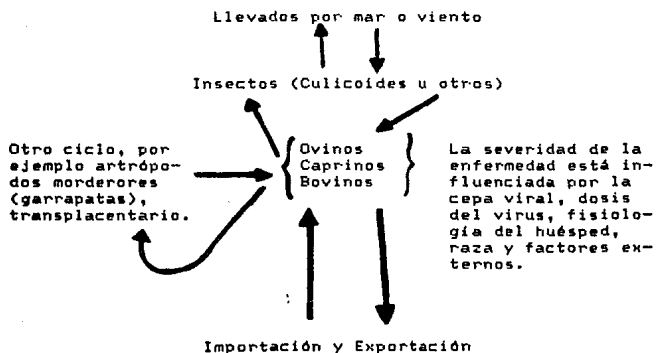 Llevados por mar o viento
Insectos (Culicoides u otros)
Otro ciclo, por
ejemplo artrópo-
dos morderores
(garrapatas),
transplacentario.
{ Ovinos }
Caprinos
Bovinos
La severidad de la
enfermedad está in-
fluenciada por la
cepa viral, dosis
del virus, fisiolo-
gía del huésped,
raza y factores ex-
ternos.
Importación y Exportación